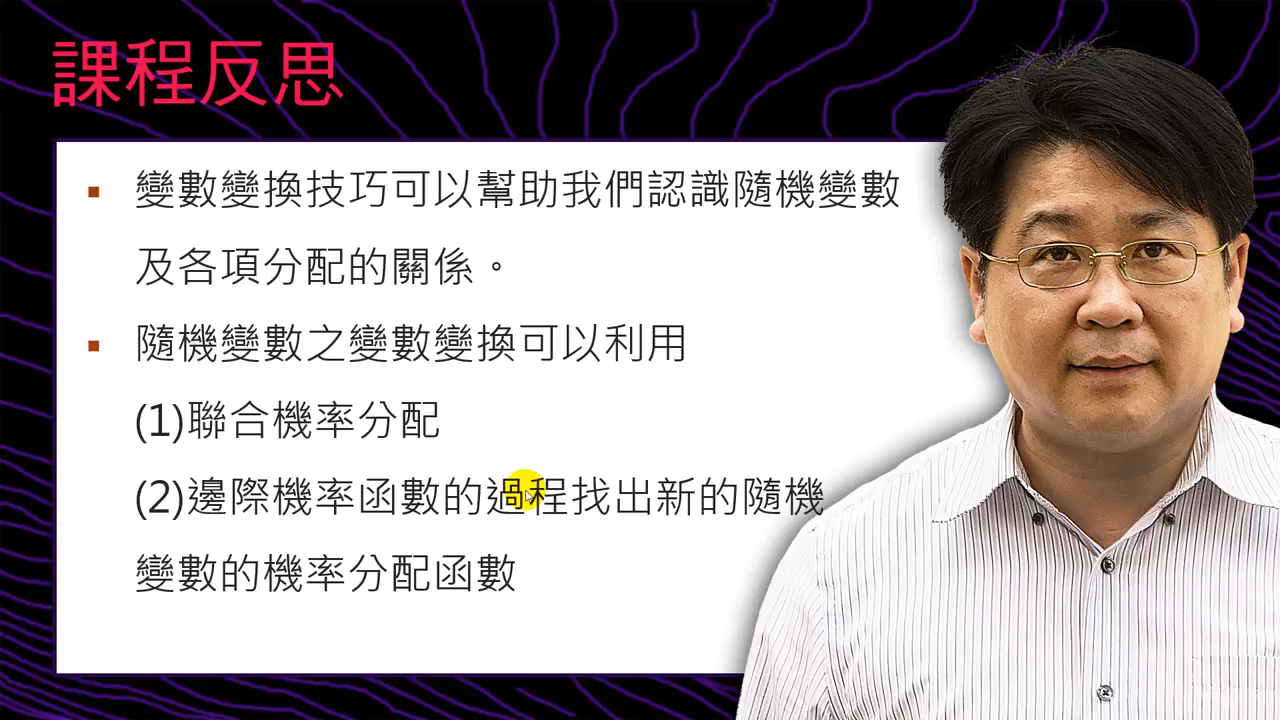 課程反思
▪ 變數變換技巧可以幫助我們認識隨機變數
及各項分配的關係。
▪ 隨機變數之變數變換可以利用
(1)聯合機率分配
(2)邊際機率函數的過程找出新的隨機
變數的機率分配函數